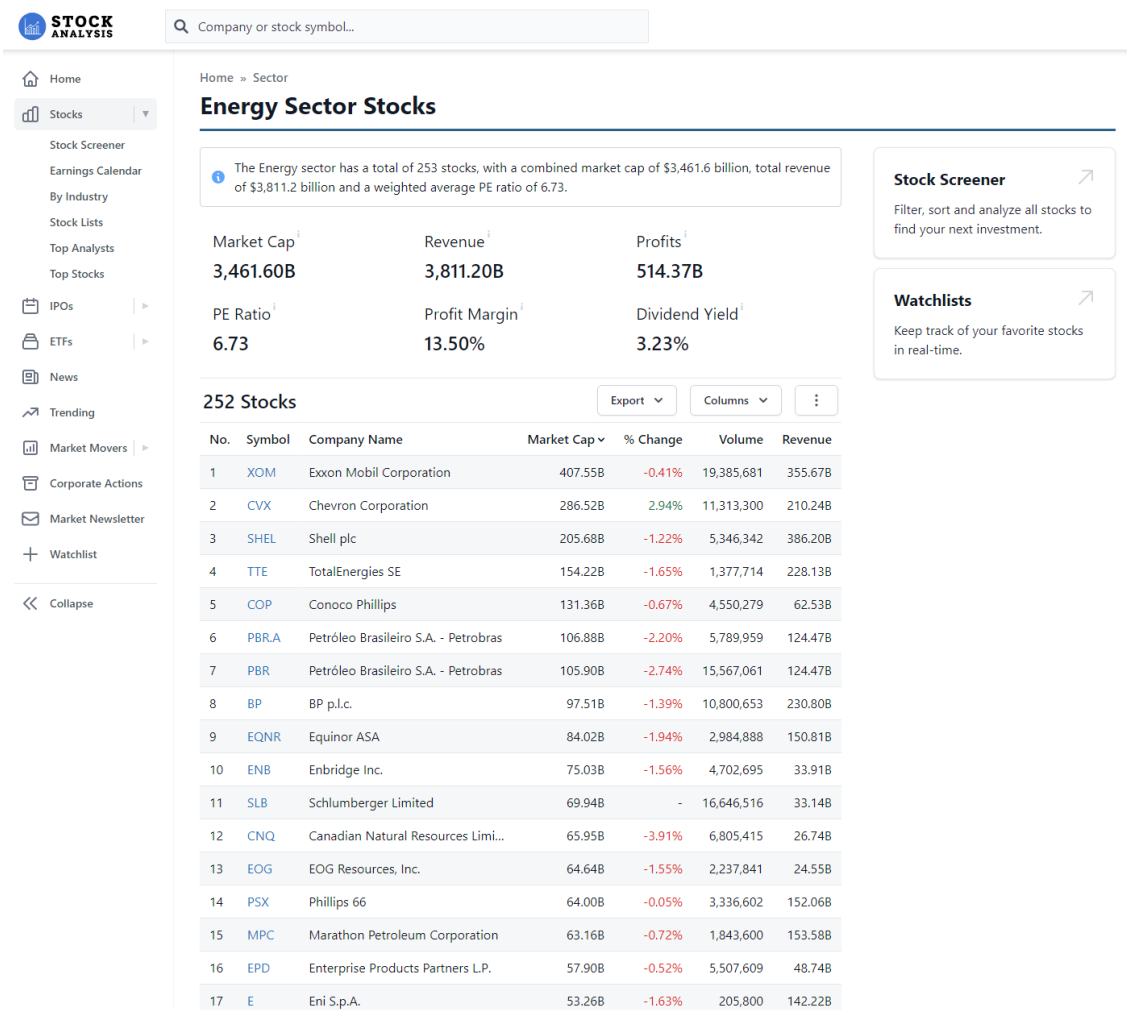 STOCK
ANALYSIS
Company or stock symbol...
Home
Stocks
Stock Screener
Earnings Calendar
By Industry
Stock Lists
Top Analysts
Top Stocks
IPOs
ETFs
News
Trending
Market Movers
Corporate Actions
Market Newsletter
Watchlist
Collapse
Home » Sector
Energy Sector Stocks
The Energy sector has a total of 253 stocks, with a combined market cap of $3,461.6 billion, total revenue
of $3,811.2 billion and a weighted average PE ratio of 6.73.
Market Cap Revenue Profits
3,461.60B 3,811.20B 514.37B
PE Ratio Profit Margin Dividend Yield
6.73 13.50% 3.23%
252 Stocks Export Columns
No. Symbol Company Name Market Cap % Change Volume Revenue
1 XOM Exxon Mobil Corporation 407.55B -0.41% 19,385,681 355.67B
2 CVX Chevron Corporation 286.52B 2.94% 11,313,300 210.24B
3 SHEL Shell plc 205.68B -1.22% 5,346,342 386.20B
4 TTE TotalEnergies SE 154.22B -1.65% 1,377,714 228.13B
5 COP Conoco Phillips 131.36B -0.67% 4,550,279 62.53B
6 PBR.A Petróleo Brasileiro S.A. - Petrobras 106.88B -2.20% 5,789,959 124.47B
7 PBR Petróleo Brasileiro S.A. - Petrobras 105.90B -2.74% 15,567,061 124.47B
8 BP BP p.l.c. 97.51B -1.39% 10,800,653 230.80B
9 EQNR Equinor ASA 84.02B -1.94% 2,984,888 150.81B
10 ENB Enbridge Inc. 75.03B -1.56% 4,702,695 33.91B
11 SLB Schlumberger Limited 69.94B - 16,646,516 33.14B
12 CNQ Canadian Natural Resources Limi... 65.95B -3.91% 6,805,415 26.74B
13 EOG EOG Resources, Inc. 64.64B -1.55% 2,237,841 24.55B
14 PSX Phillips 66 64.00B -0.05% 3,336,602 152.06B
15 MPC Marathon Petroleum Corporation 63.16B -0.72% 1,843,600 153.58B
16 EPD Enterprise Products Partners L.P. 57.90B -0.52% 5,507,609 48.74B
17 E Eni S.p.A. 53.26B -1.63% 205,800 142.22B
Stock Screener
Filter, sort and analyze all stocks to
find your next investment.
Watchlists
Keep track of your favorite stocks
in real-time.